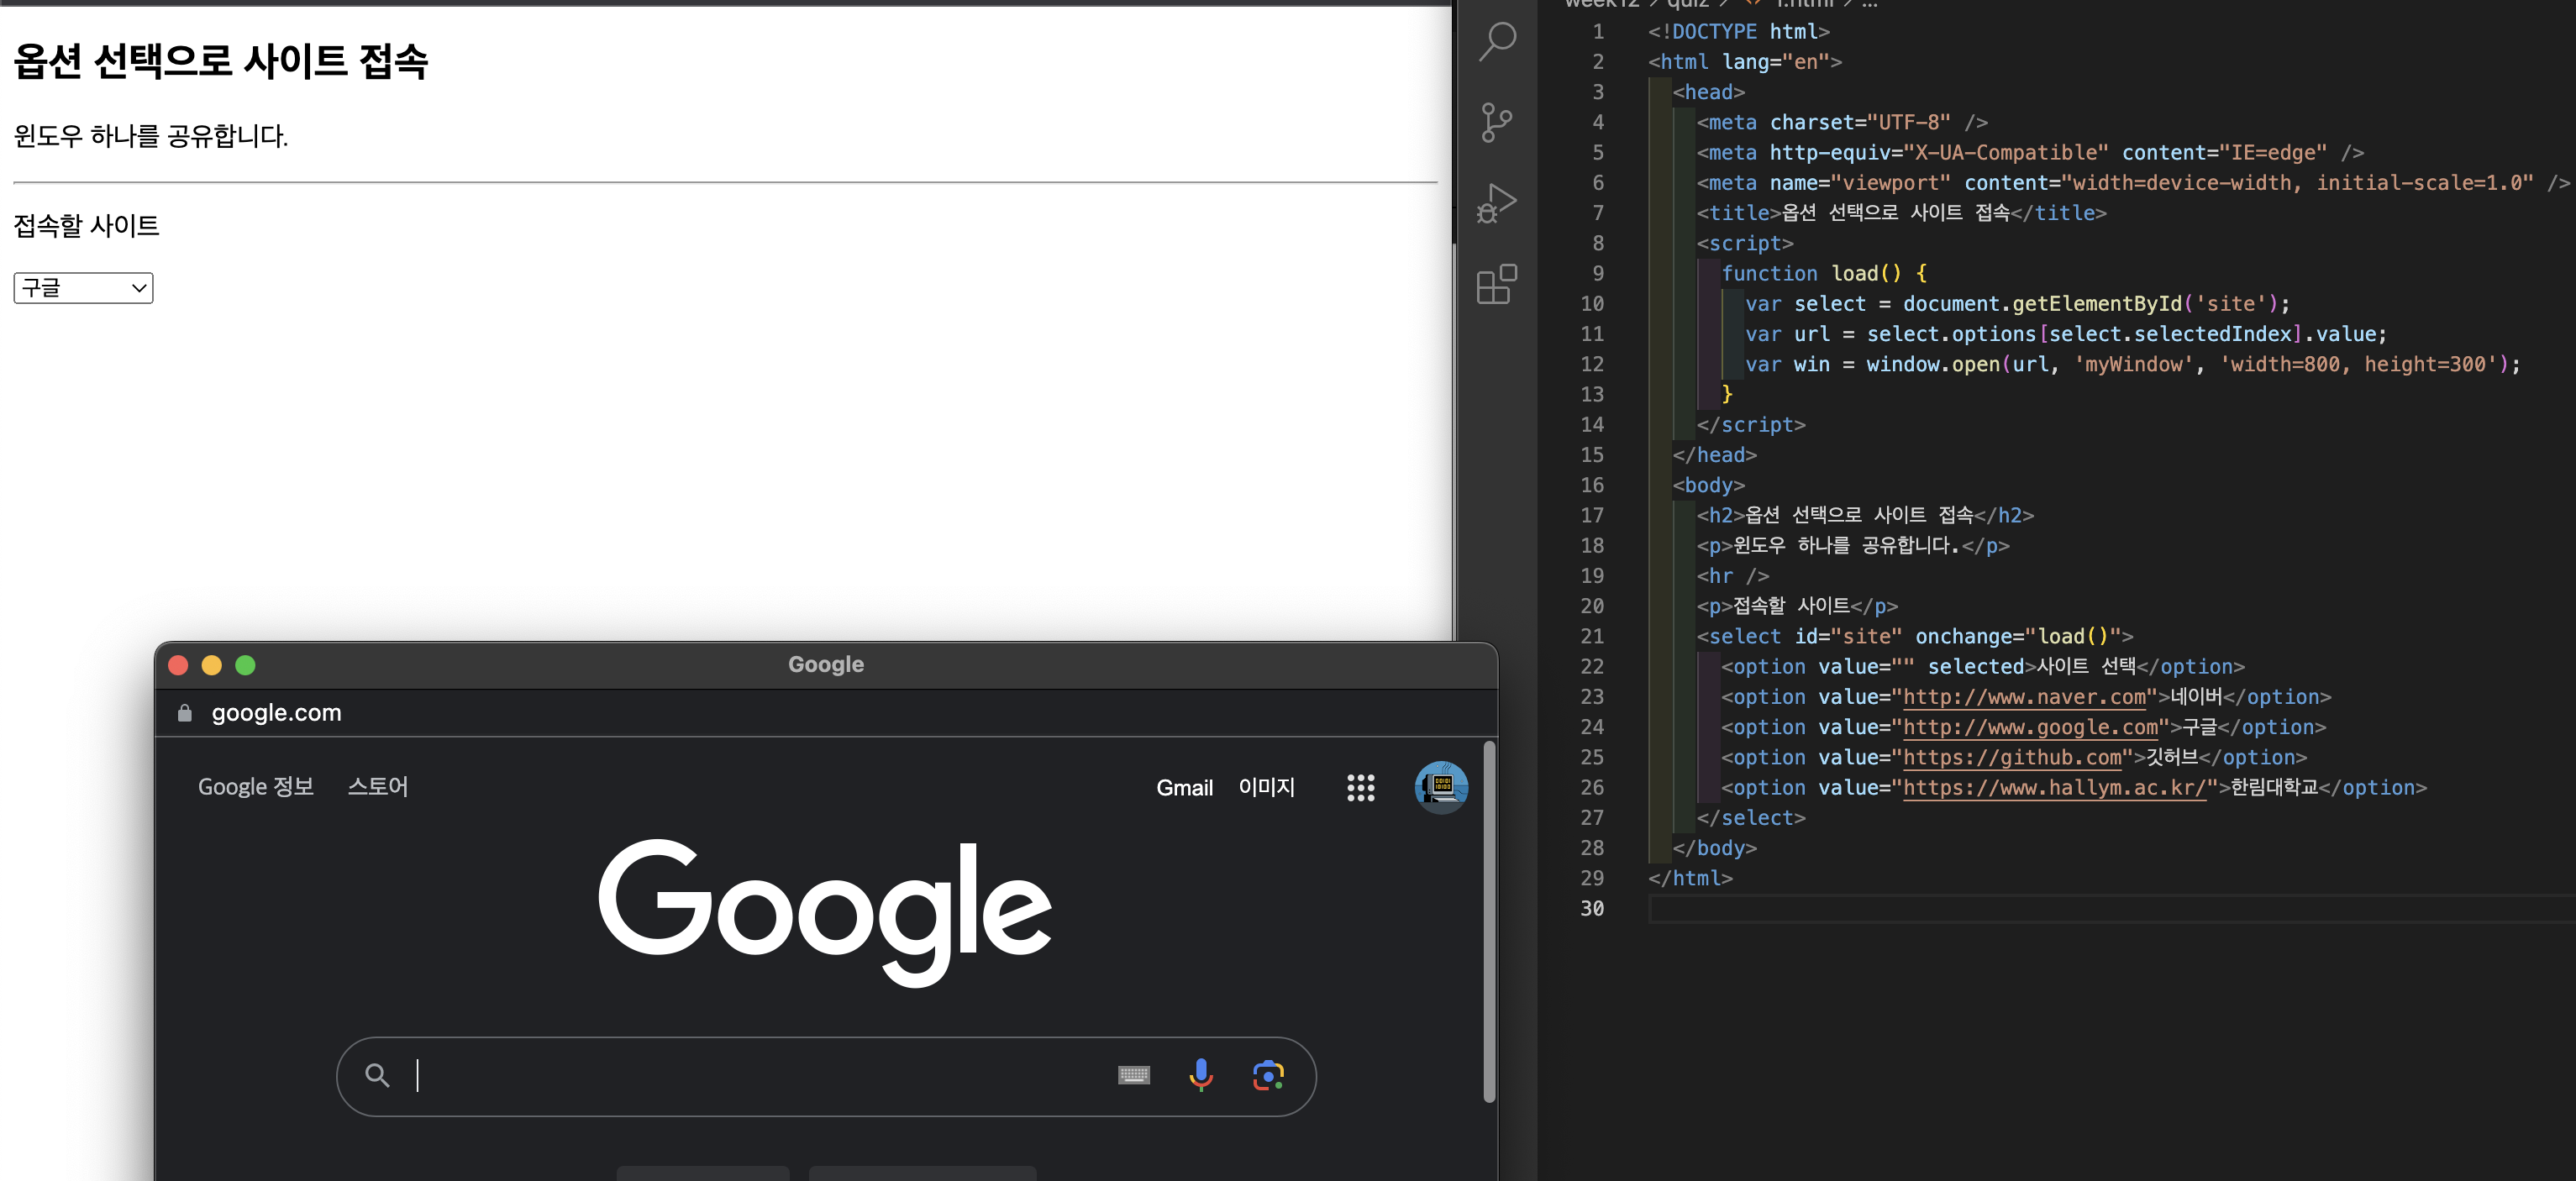 옵션 선택으로 사이트 접속
윈도우 하나를 공유합니다.
접속할 사이트
구글
Google
google.com
Google 정보 스토어 Gmail 이미지
Google
1 <!DOCTYPE html>
2 <html lang="en">
3 <head>
4 <meta charset="UTF-8" />
5 <meta http-equiv="X-UA-Compatible" content="IE=edge" />
6 <meta name="viewport" content="width=device-width, initial-scale=1.0" />
7 <title>옵션 선택으로 사이트 접속</title>
8 <script>
9 function load() {
10 var select = document.getElementById('site');
11 var url = select.options[select.selectedIndex].value;
12 var win = window.open(url, 'myWindow', 'width=800, height=300');
13 }
14 </script>
15 </head>
16 <body>
17 <h2>옵션 선택으로 사이트 접속</h2>
18 <p>윈도우 하나를 공유합니다.</p>
19 <hr />
20 <p>접속할 사이트</p>
21 <select id="site" onchange="load()">
22 <option value="" selected>사이트 선택</option>
23 <option value="http://www.naver.com">네이버</option>
24 <option value="http://www.google.com">구글</option>
25 <option value="https://github.com">깃허브</option>
26 <option value="https://www.hallym.ac.kr/">한림대학교</option>
27 </select>
28 </body>
29 </html>
30